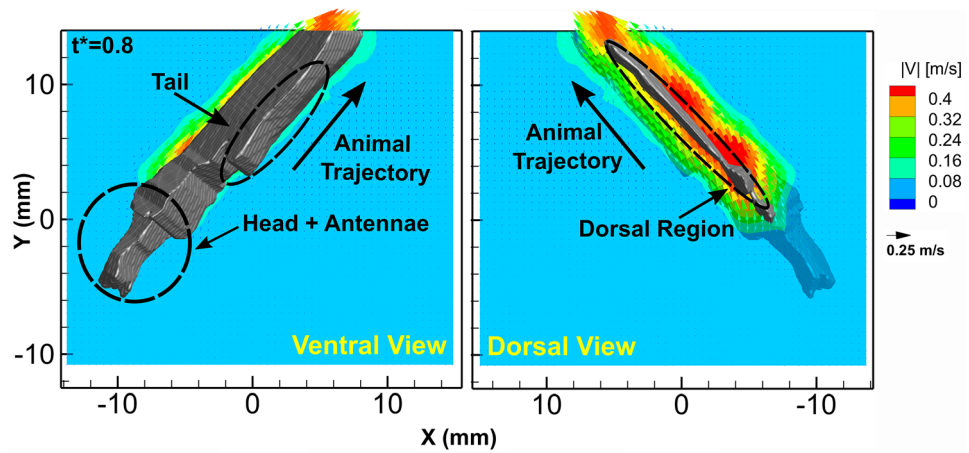 t*=0.8
Tail
Animal
Trajectory
Head + Antennae
Ventral View
Y (mm)
10
0
-10
-10
0
10
Animal
Trajectory
Dorsal Region
Dorsal View
10
0
-10
X (mm)
|V| [m/s]
0.4
0.32
0.24
0.16
0.08
0
0.25 m/s